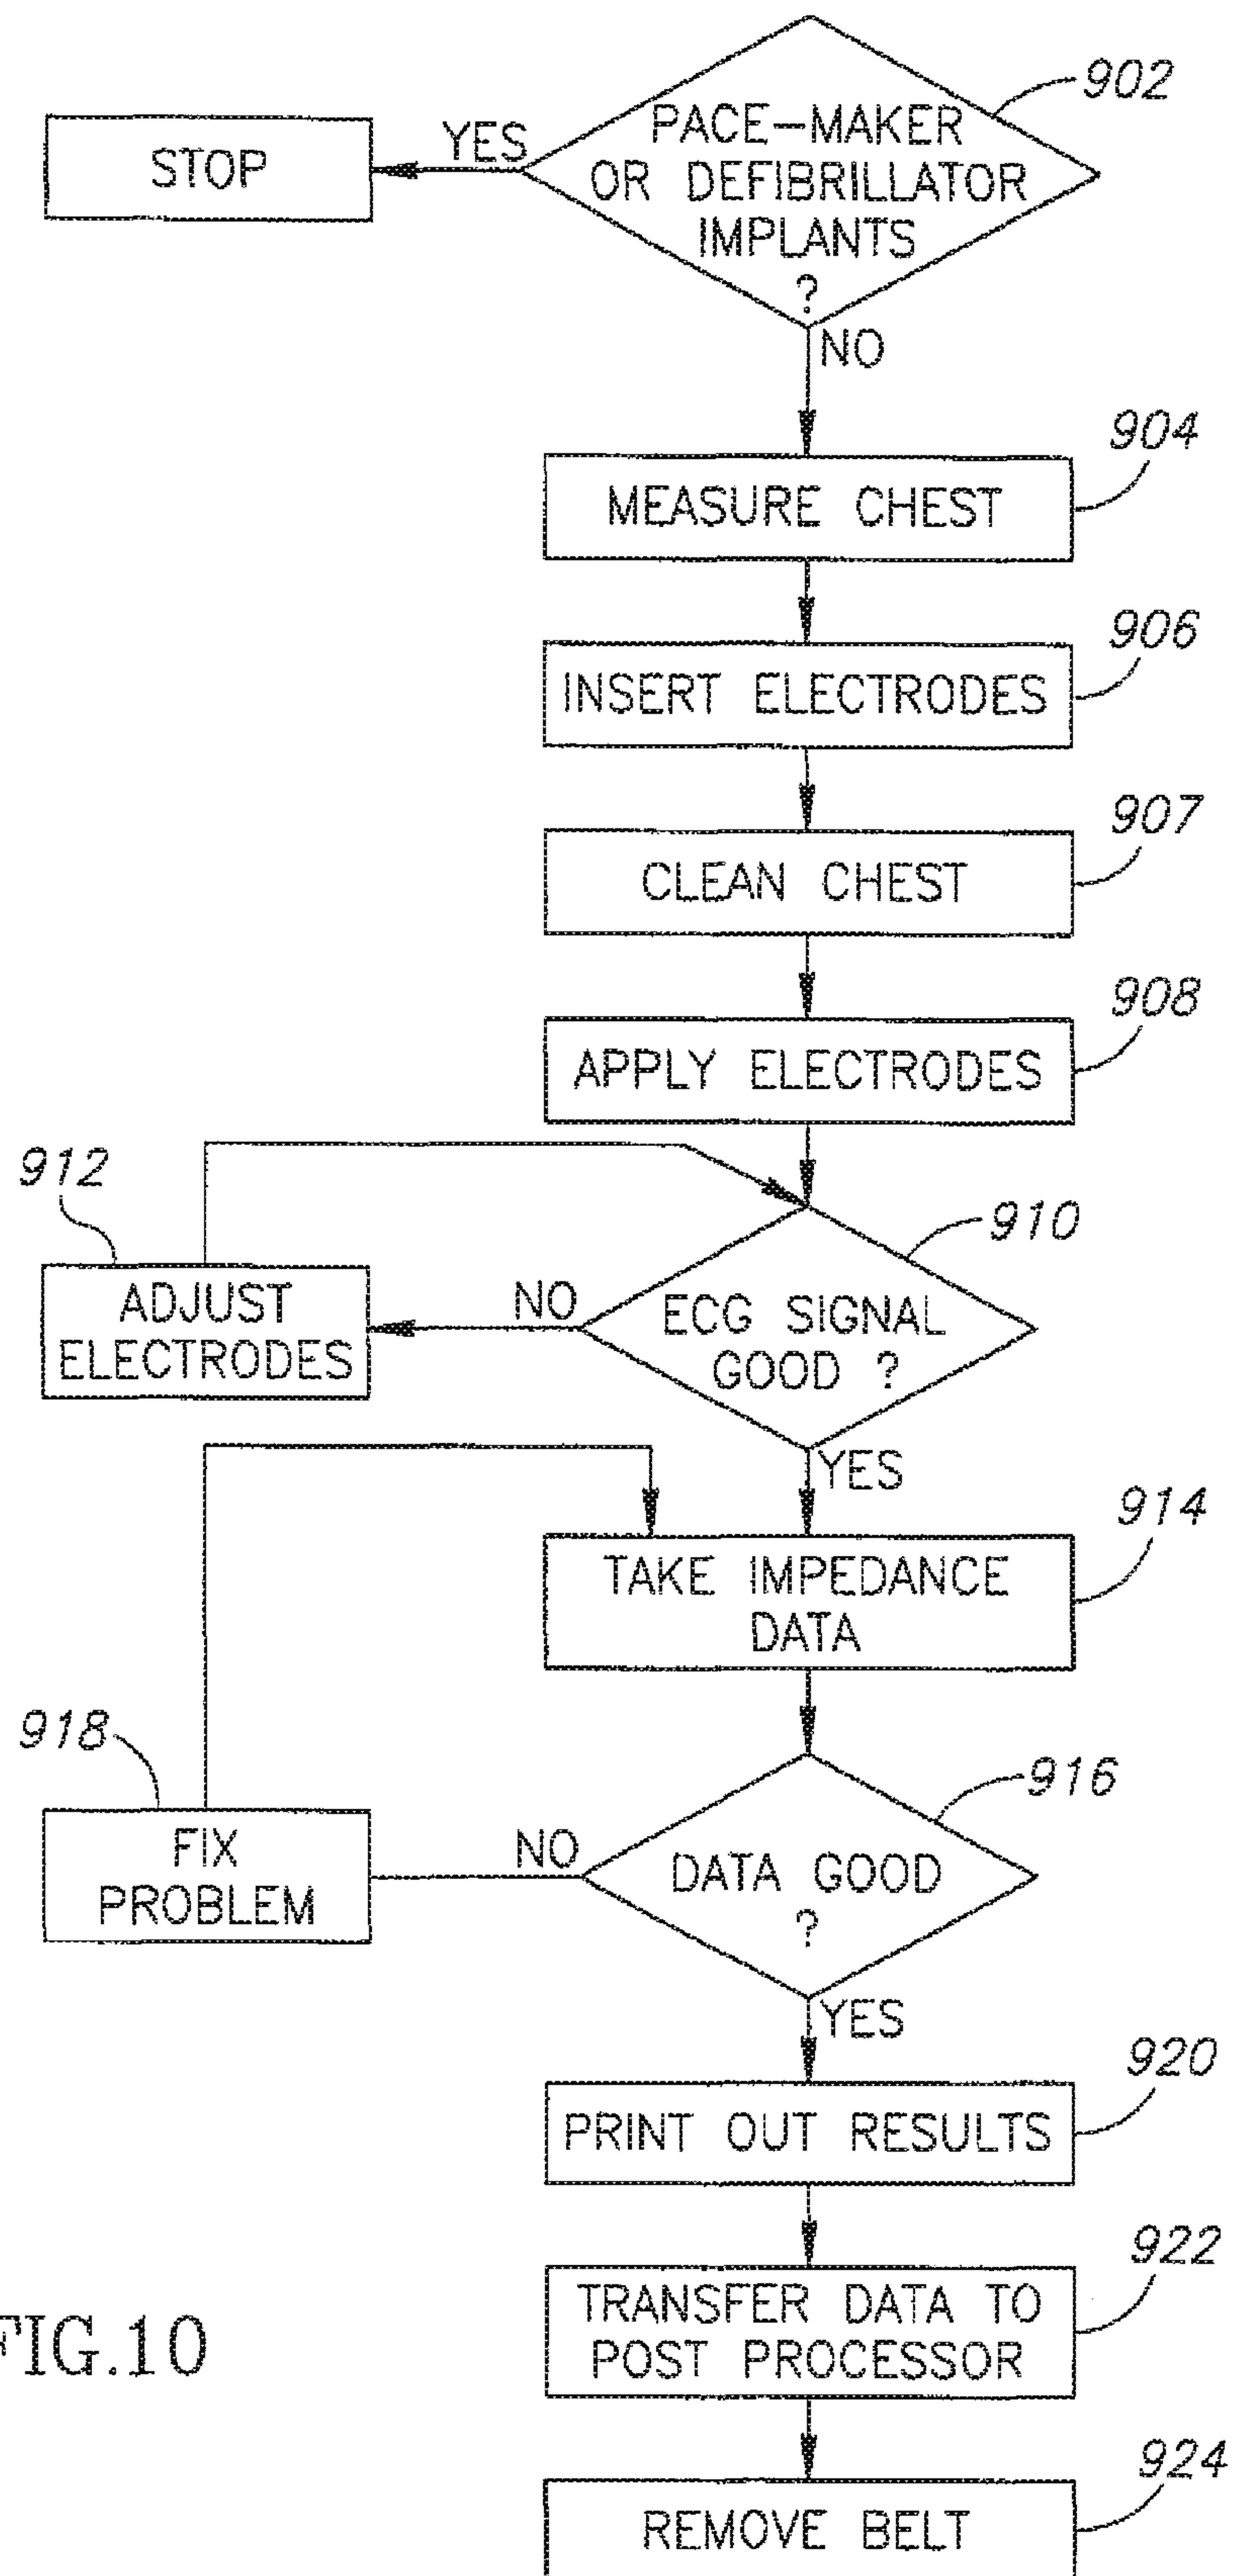 902
PACE-MAKER
OR DEFIBRILLATOR
IMPLANTS
?
YES
STOP
NO
904
MEASURE CHEST
906
INSERT ELECTRODES
907
CLEAN CHEST
908
APPLY ELECTRODES
912
ADJUST
ELECTRODES
910
NO
ECG SIGNAL
GOOD ?
YES
914
TAKE IMPEDANCE
DATA
918
FIX
PROBLEM
916
NO
DATA GOOD
?
YES
920
PRINT OUT RESULTS
922
TRANSFER DATA TO
POST PROCESSOR
FIG.10
924
REMOVE BELT